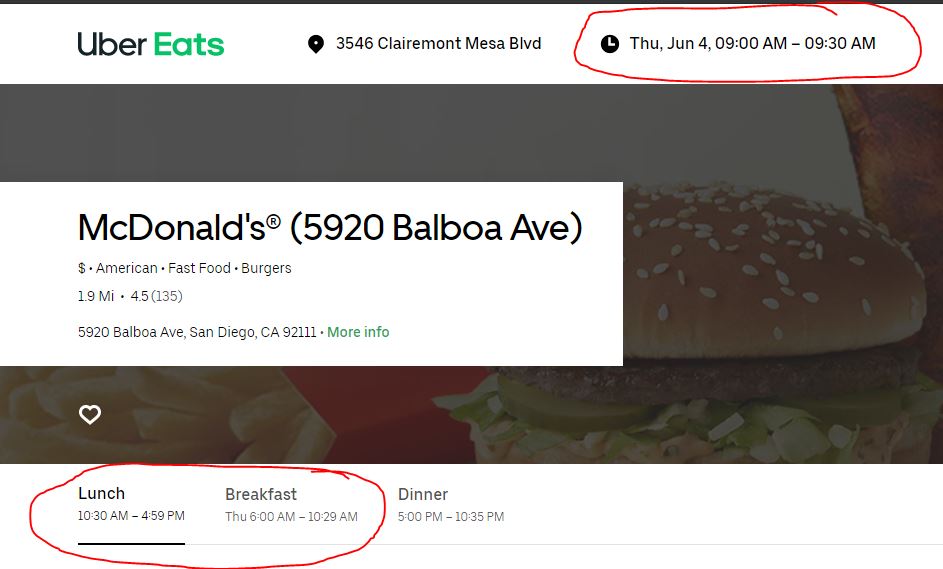 Uber Eats
3546 Clairemont Mesa Blvd
Thu, Jun 4, 09:00 AM – 09:30 AM
McDonald's® (5920 Balboa Ave)
$ • American • Fast Food • Burgers
1.9 Mi • 4.5 (135)
5920 Balboa Ave, San Diego, CA 92111 • More info
Lunch Breakfast Dinner
10:30 AM – 4:59 PM Thu 6:00 AM – 10:29 AM 5:00 PM – 10:35 PM